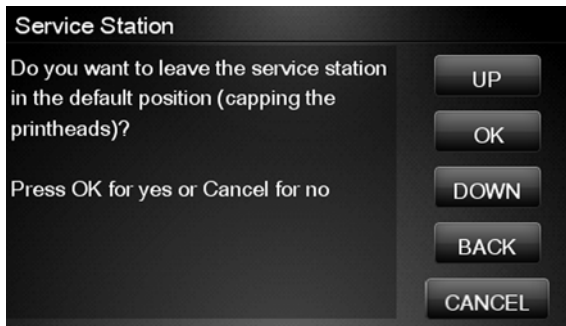 Service Station
Do you want to leave the service station
in the default position (capping the
printheads)?
Press OK for yes or Cancel for no
UP
OK
DOWN
BACK
CANCEL